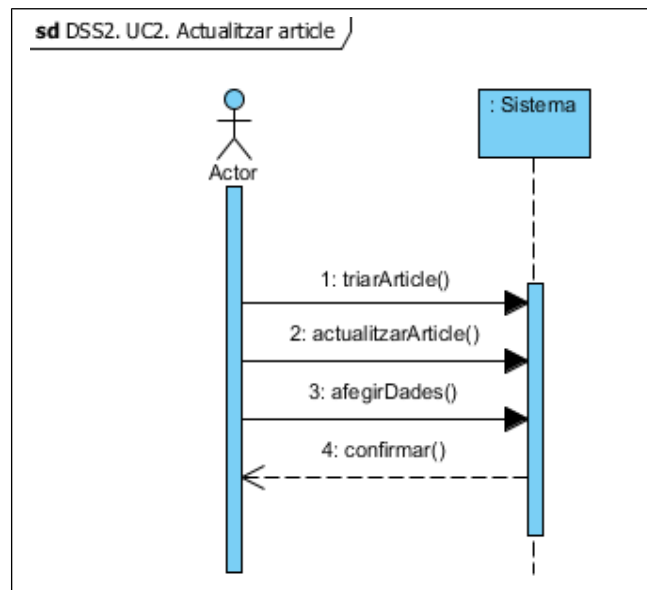 sd DSS2. UC2. Actualitzar article
: Sistema
Actor
1: triarArticle()
2: actualitzarArticle()
3: afegirDades()
4: confirmar()